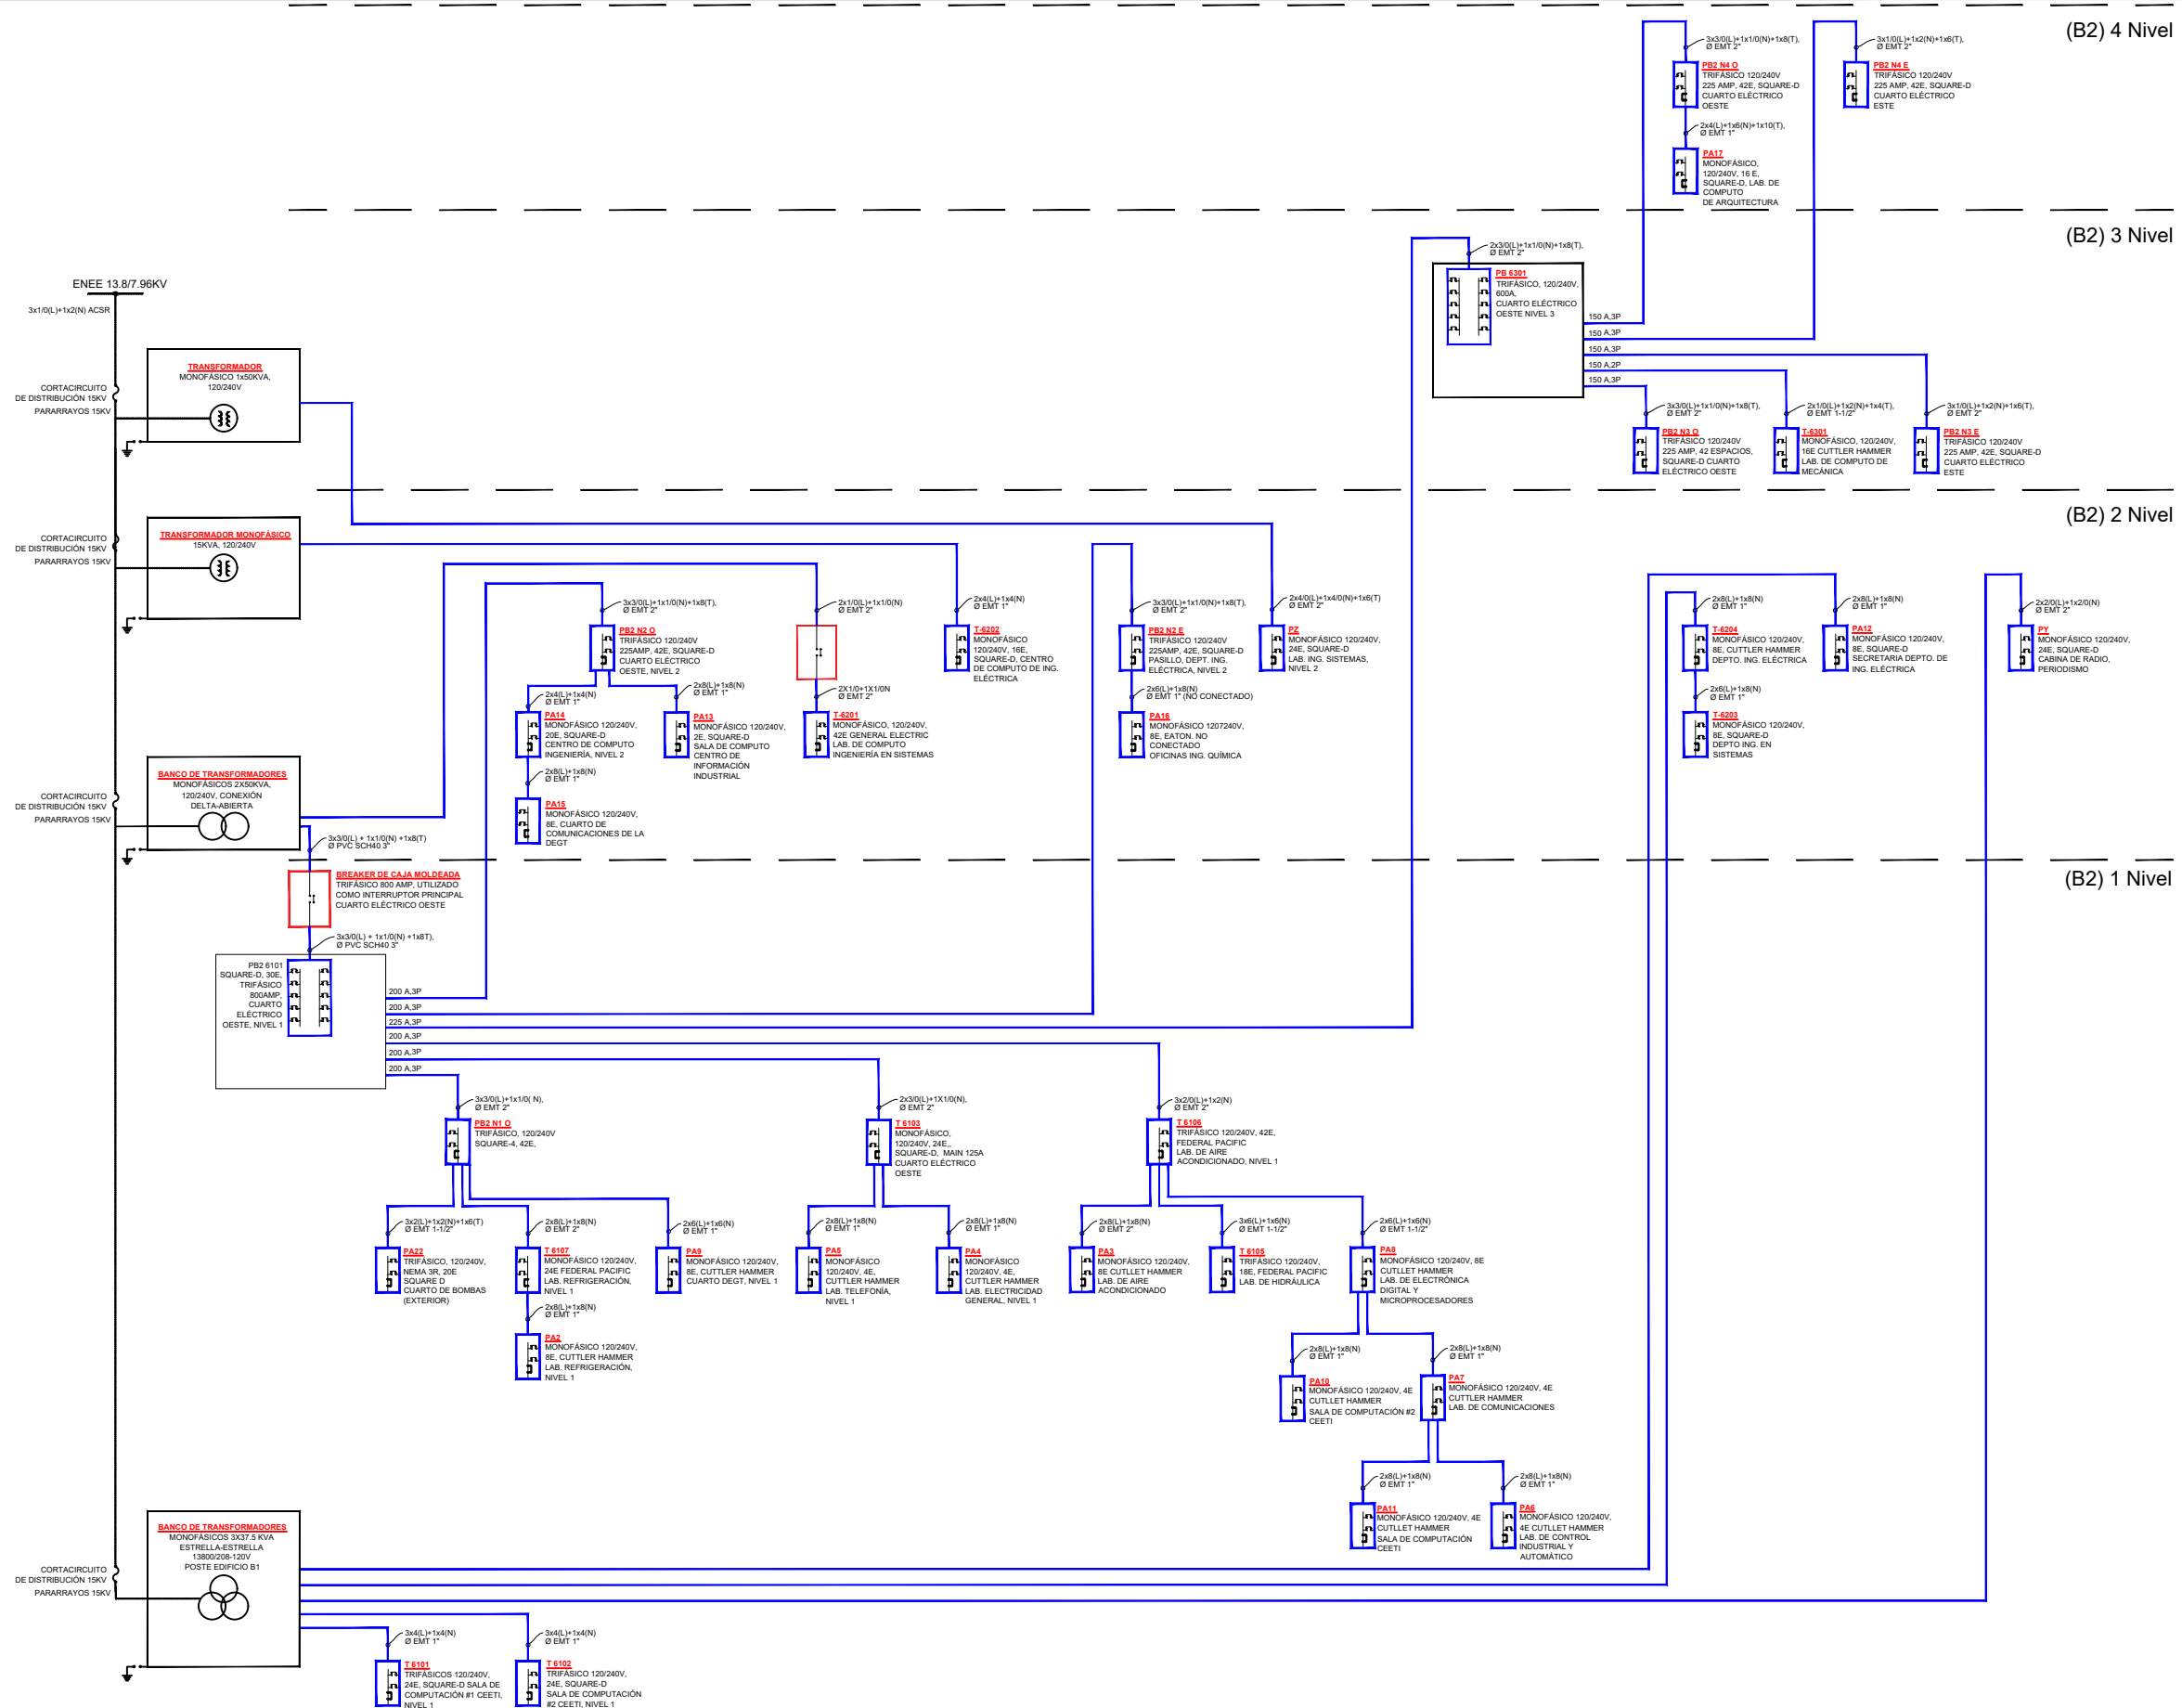 (B2) 4 Nivel
3x3/0(L)+1x1/0(N)+1x8(T),
Ø EMT 2"
PB2 N4 O
TRIFÁSICO 120/240V
225 AMP, 42E, SQUARE-D
CUARTO ELÉCTRICO
OESTE
3x1/0(L)+1x2(N)+1x6(T),
Ø EMT 2"
PB2 N4 E
TRIFÁSICO 120/240V
225 AMP, 42E, SQUARE-D
CUARTO ELÉCTRICO
ESTE
2x4(L)+1x6(N)+1x10(T),
Ø EMT 1"
PA17
MONOFÁSICO,
120/240V, 16 E,
SQUARE-D, LAB. DE
COMPUTO
DE ARQUITECTURA
(B2) 3 Nivel
2x3/0(L)+1x1/0(N)+1x8(T),
Ø EMT 2"
PB 6301
TRIFÁSICO, 120/240V,
600A,
CUARTO ELÉCTRICO
OESTE NIVEL 3
150 A,3P
150 A,3P
150 A,3P
150 A,2P
150 A,3P
3x3/0(L)+1x1/0(N)+1x8(T),
Ø EMT 2"
PB2 N3 O
TRIFÁSICO 120/240V
225 AMP, 42 ESPACIOS,
SQUARE-D CUARTO
ELÉCTRICO OESTE
2x1/0(L)+1x2(N)+1x4(T),
Ø EMT 1-1/2"
T-6301
MONOFÁSICO, 120/240V,
16E CUTTLER HAMMER
LAB. DE COMPUTO DE
MECÁNICA
3x1/0(L)+1x2(N)+1x6(T),
Ø EMT 2"
PB2 N3 E
TRIFÁSICO 120/240V
225 AMP, 42E, SQUARE-D
CUARTO ELÉCTRICO
ESTE
ENEE 13.8/7.96KV
3x1/0(L)+1x2(N) ACSR
TRANSFORMADOR
MONOFÁSICO 1x50KVA,
120/240V
CORTACIRCUITO
DE DISTRIBUCIÓN 15KV
PARARRAYOS 15KV
TRANSFORMADOR MONOFÁSICO
15KVA, 120/240V
CORTACIRCUITO
DE DISTRIBUCIÓN 15KV
PARARRAYOS 15KV
(B2) 2 Nivel
3x3/0(L)+1x1/0(N)+1x8(T),
Ø EMT 2"
PB2 N2 O
TRIFÁSICO 120/240V
225AMP, 42E, SQUARE-D
CUARTO ELÉCTRICO
OESTE, NIVEL 2
2x4(L)+1x4(N)
Ø EMT 1"
PA14
MONOFÁSICO 120/240V,
20E, SQUARE-D
CENTRO DE COMPUTO
INGENIERÍA, NIVEL 2
2x8(L)+1x8(N)
Ø EMT 1"
PA13
MONOFÁSICO 120/240V,
2E, SQUARE-D
SALA DE COMPUTO
CENTRO DE
INFORMACIÓN
INDUSTRIAL
2x8(L)+1x8(N)
Ø EMT 1"
PA15
MONOFÁSICO 120/240V,
8E, CUARTO DE
COMUNICACIONES DE LA
DEGT
2x1/0(L)+1x1/0(N)
Ø EMT 2"
2X1/0+1X1/0N
Ø EMT 2"
T-6201
MONOFÁSICO, 120/240V,
42E GENERAL ELECTRIC
LAB. DE COMPUTO
INGENIERÍA EN SISTEMAS
2x4(L)+1x4(N)
Ø EMT 1"
T-6202
MONOFÁSICO
120/240V, 16E,
SQUARE-D, CENTRO
DE COMPUTO DE ING.
ELÉCTRICA
3x3/0(L)+1x1/0(N)+1x8(T),
Ø EMT 2"
PB2 N2 E
TRIFÁSICO 120/240V
225AMP, 42E, SQUARE-D
PASILLO, DEPT. ING.
ELÉCTRICA, NIVEL 2
2x6(L)+1x8(N)
Ø EMT 1" (NO CONECTADO)
PA16
MONOFÁSICO 1207240V,
8E, EATON. NO
CONECTADO
OFICINAS ING. QUÍMICA
2x4/0(L)+1x4/0(N)+1x6(T)
Ø EMT 2"
PZ
MONOFÁSICO 120/240V,
24E, SQUARE-D
LAB. ING. SISTEMAS,
NIVEL 2
2x8(L)+1x8(N)
Ø EMT 1"
T-6204
MONOFÁSICO 120/240V,
8E, CUTTLER HAMMER
DEPTO. ING. ELÉCTRICA
2x6(L)+1x8(N)
Ø EMT 1"
T-6203
MONOFÁSICO 120/240V,
8E, SQUARE-D
DEPTO ING. EN
SISTEMAS
2x8(L)+1x8(N)
Ø EMT 1"
PA12
MONOFÁSICO 120/240V,
8E, SQUARE-D
SECRETARIA DEPTO. DE
ING. ELÉCTRICA
2x2/0(L)+1x2/0(N)
Ø EMT 2"
PY
MONOFÁSICO 120/240V,
24E, SQUARE-D
CABINA DE RADIO,
PERIODISMO
BANCO DE TRANSFORMADORES
MONOFÁSICOS 2X50KVA,
120/240V, CONEXIÓN
DELTA-ABIERTA
CORTACIRCUITO
DE DISTRIBUCIÓN 15KV
PARARRAYOS 15KV
3x3/0(L) + 1x1/0(N) +1x8(T)
Ø PVC SCH40 3"
(B2) 1 Nivel
BREAKER DE CAJA MOLDEADA
TRIFÁSICO 800 AMP, UTILIZADO
COMO INTERRUPTOR PRINCIPAL
CUARTO ELÉCTRICO OESTE
3x3/0(L) + 1x1/0(N) +1x8T),
Ø PVC SCH40 3"
PB2 6101
SQUARE-D, 30E,
TRIFÁSICO
800AMP,
CUARTO
ELÉCTRICO
OESTE, NIVEL 1
200 A,3P
200 A,3P
225 A,3P
200 A,3P
200 A,3P
200 A,3P
3x3/0(L)+1x1/0( N),
Ø EMT 2"
PB2 N1 O
TRIFÁSICO, 120/240V
SQUARE-4, 42E,
2x3/0(L)+1X1/0(N),
Ø EMT 2"
T 6103
MONOFÁSICO,
120/240V, 24E,,
SQUARE-D, MAIN 125A
CUARTO ELÉCTRICO
OESTE
3x2/0(L)+1x2(N)
Ø EMT 2"
T 6106
TRIFÁSICO 120/240V, 42E,
FEDERAL PACIFIC
LAB. DE AIRE
ACONDICIONADO, NIVEL 1
3x2(L)+1x2(N)+1x6(T)
Ø EMT 1-1/2"
PA22
TRIFÁSICO, 120/240V,
NEMA 3R, 20E
SQUARE D
CUARTO DE BOMBAS
(EXTERIOR)
2x8(L)+1x8(N)
Ø EMT 2"
T 6107
MONOFÁSICO 120/240V,
24E FEDERAL PACIFIC
LAB. REFRIGERACIÓN,
NIVEL 1
2x6(L)+1x6(N)
Ø EMT 1"
PA9
MONOFÁSICO 120/240V,
8E, CUTTLER HAMMER
CUARTO DEGT, NIVEL 1
2x8(L)+1x8(N)
Ø EMT 1"
PA5
MONOFÁSICO
120/240V, 4E,
CUTTLER HAMMER
LAB. TELEFONÍA,
NIVEL 1
2x8(L)+1x8(N)
Ø EMT 1"
PA4
MONOFÁSICO
120/240V, 4E,
CUTTLER HAMMER
LAB. ELECTRICIDAD
GENERAL, NIVEL 1
2x8(L)+1x8(N)
Ø EMT 2"
PA3
MONOFÁSICO 120/240V,
8E CUTLLET HAMMER
LAB. DE AIRE
ACONDICIONADO
3x6(L)+1x6(N)
Ø EMT 1-1/2"
T 6105
TRIFÁSICO 120/240V,
18E, FEDERAL PACIFIC
LAB. DE HIDRÁULICA
2x6(L)+1x6(N)
Ø EMT 1-1/2"
PA8
MONOFÁSICO 120/240V, 8E
CUTLLET HAMMER
LAB. DE ELECTRÓNICA
DIGITAL Y
MICROPROCESADORES
2x8(L)+1x8(N)
Ø EMT 1"
PA2
MONOFÁSICO 120/240V,
8E, CUTTLER HAMMER
LAB. REFRIGERACIÓN,
NIVEL 1
2x8(L)+1x8(N)
Ø EMT 1"
PA10
MONOFÁSICO 120/240V, 4E
CUTLLET HAMMER
SALA DE COMPUTACIÓN #2
CEETI
2x8(L)+1x8(N)
Ø EMT 1"
PA7
MONOFÁSICO 120/240V, 4E
CUTTLER HAMMER
LAB. DE COMUNICACIONES
2x8(L)+1x8(N)
Ø EMT 1"
PA11
MONOFÁSICO 120/240V, 4E
CUTLLET HAMMER
SALA DE COMPUTACIÓN
CEETI
2x8(L)+1x8(N)
Ø EMT 1"
PA6
MONOFÁSICO 120/240V,
4E CUTLLET HAMMER
LAB. DE CONTROL
INDUSTRIAL Y
AUTOMÁTICO
BANCO DE TRANSFORMADORES
MONOFÁSICOS 3X37.5 KVA
ESTRELLA-ESTRELLA
13800/208-120V
POSTE EDIFICIO B1
CORTACIRCUITO
DE DISTRIBUCIÓN 15KV
PARARRAYOS 15KV
3x4(L)+1x4(N)
Ø EMT 1"
T 6101
TRIFÁSICOS 120/240V,
24E, SQUARE-D SALA DE
COMPUTACIÓN #1 CEETI,
NIVEL 1
3x4(L)+1x4(N)
Ø EMT 1"
T 6102
TRIFÁSICO 120/240V,
24E, SQUARE-D
SALA DE COMPUTACIÓN
#2 CEETI, NIVEL 1